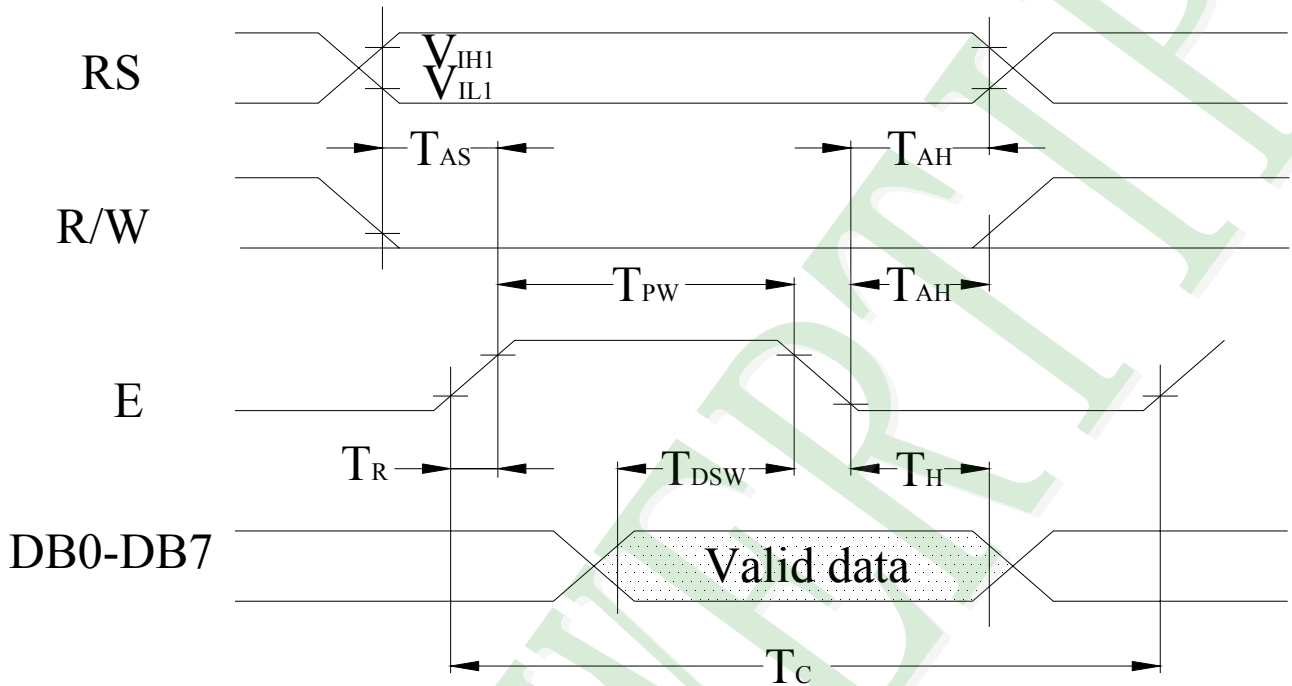 RS
VIH1
VIL1
TAS
TAH
R/W
TPW
TAH
E
TR
TDSW
TH
DB0-DB7
Valid data
TC